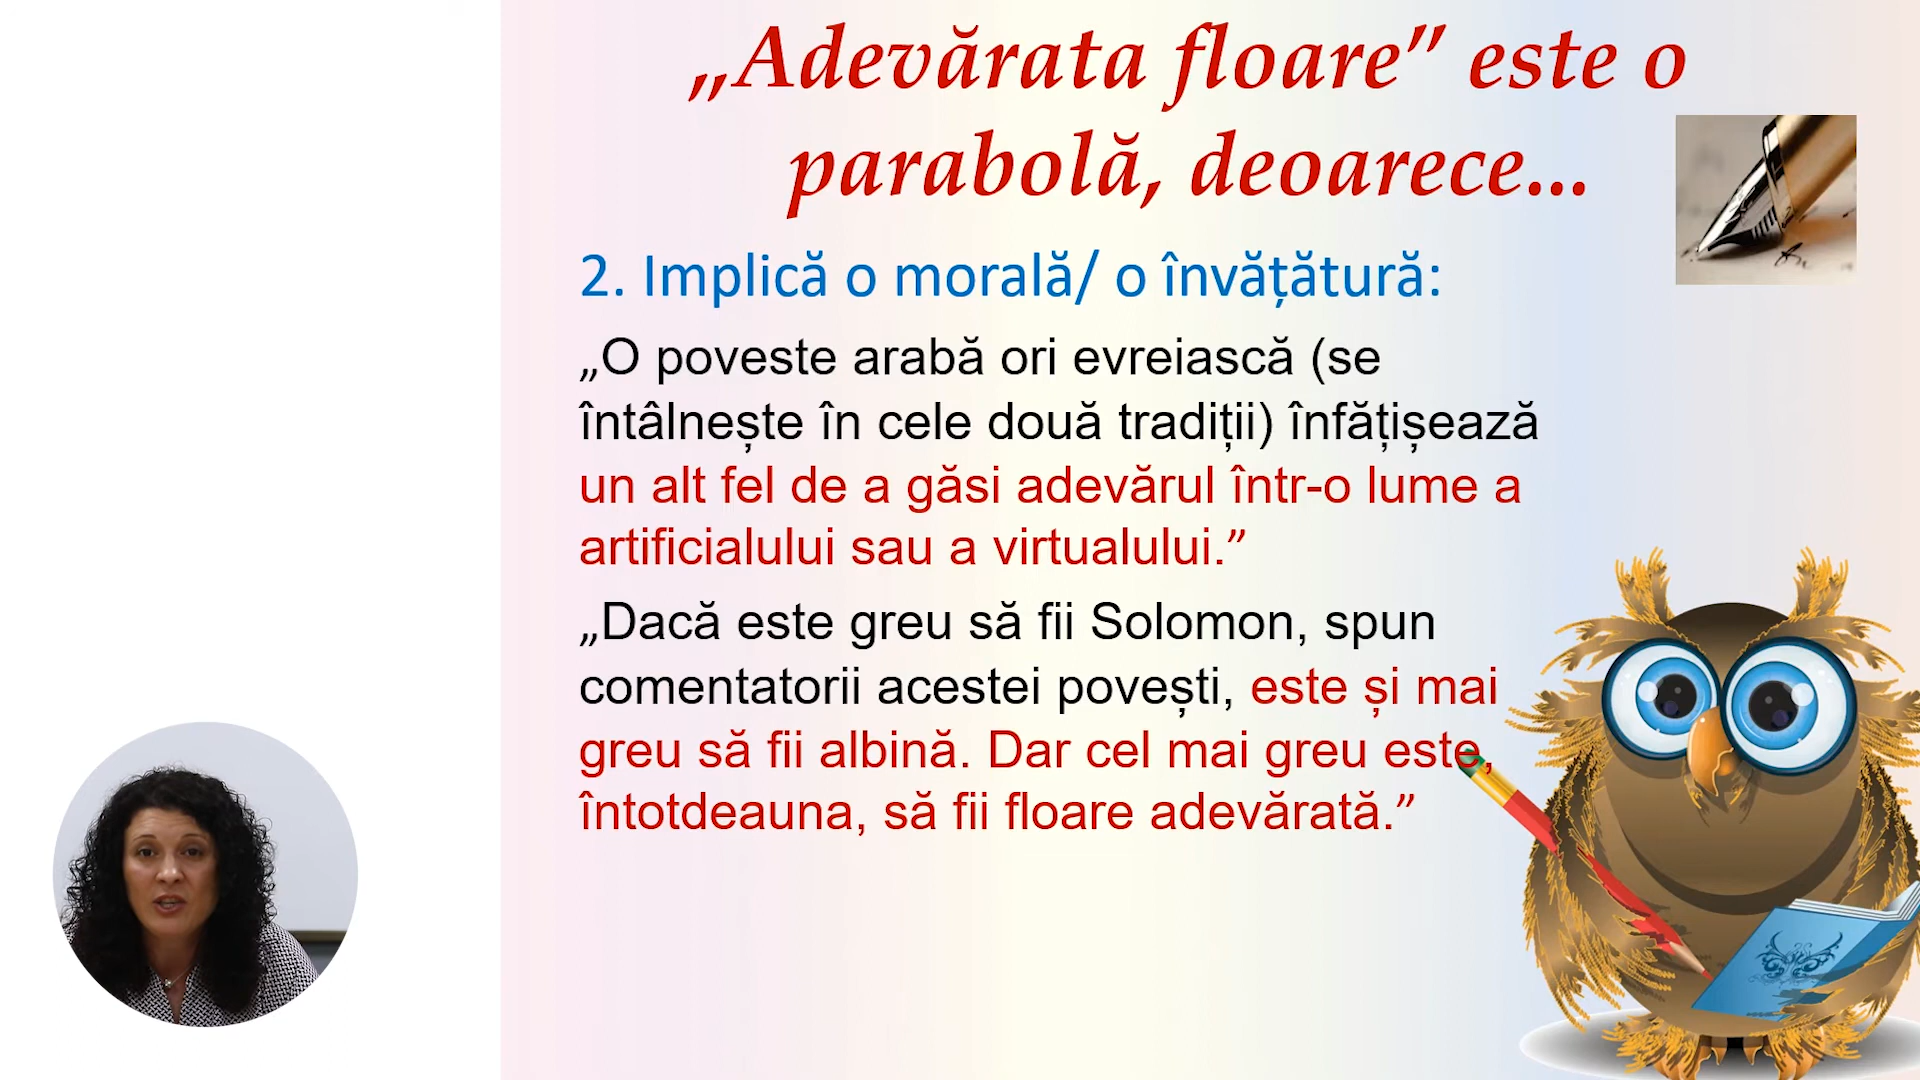 „Adevărata floare” este o
parabolă, deoarece...
2. Implică o morală/ o învățătură:
„O poveste arabă ori evreiască (se
întâlnește în cele două tradiții) înfățișează
un alt fel de a găsi adevărul într-o lume a
artificialului sau a virtualului.”
„Dacă este greu să fii Solomon, spun
comentatorii acestei povești, este și mai
greu să fii albină. Dar cel mai greu este,
întotdeauna, să fii floare adevărată.”